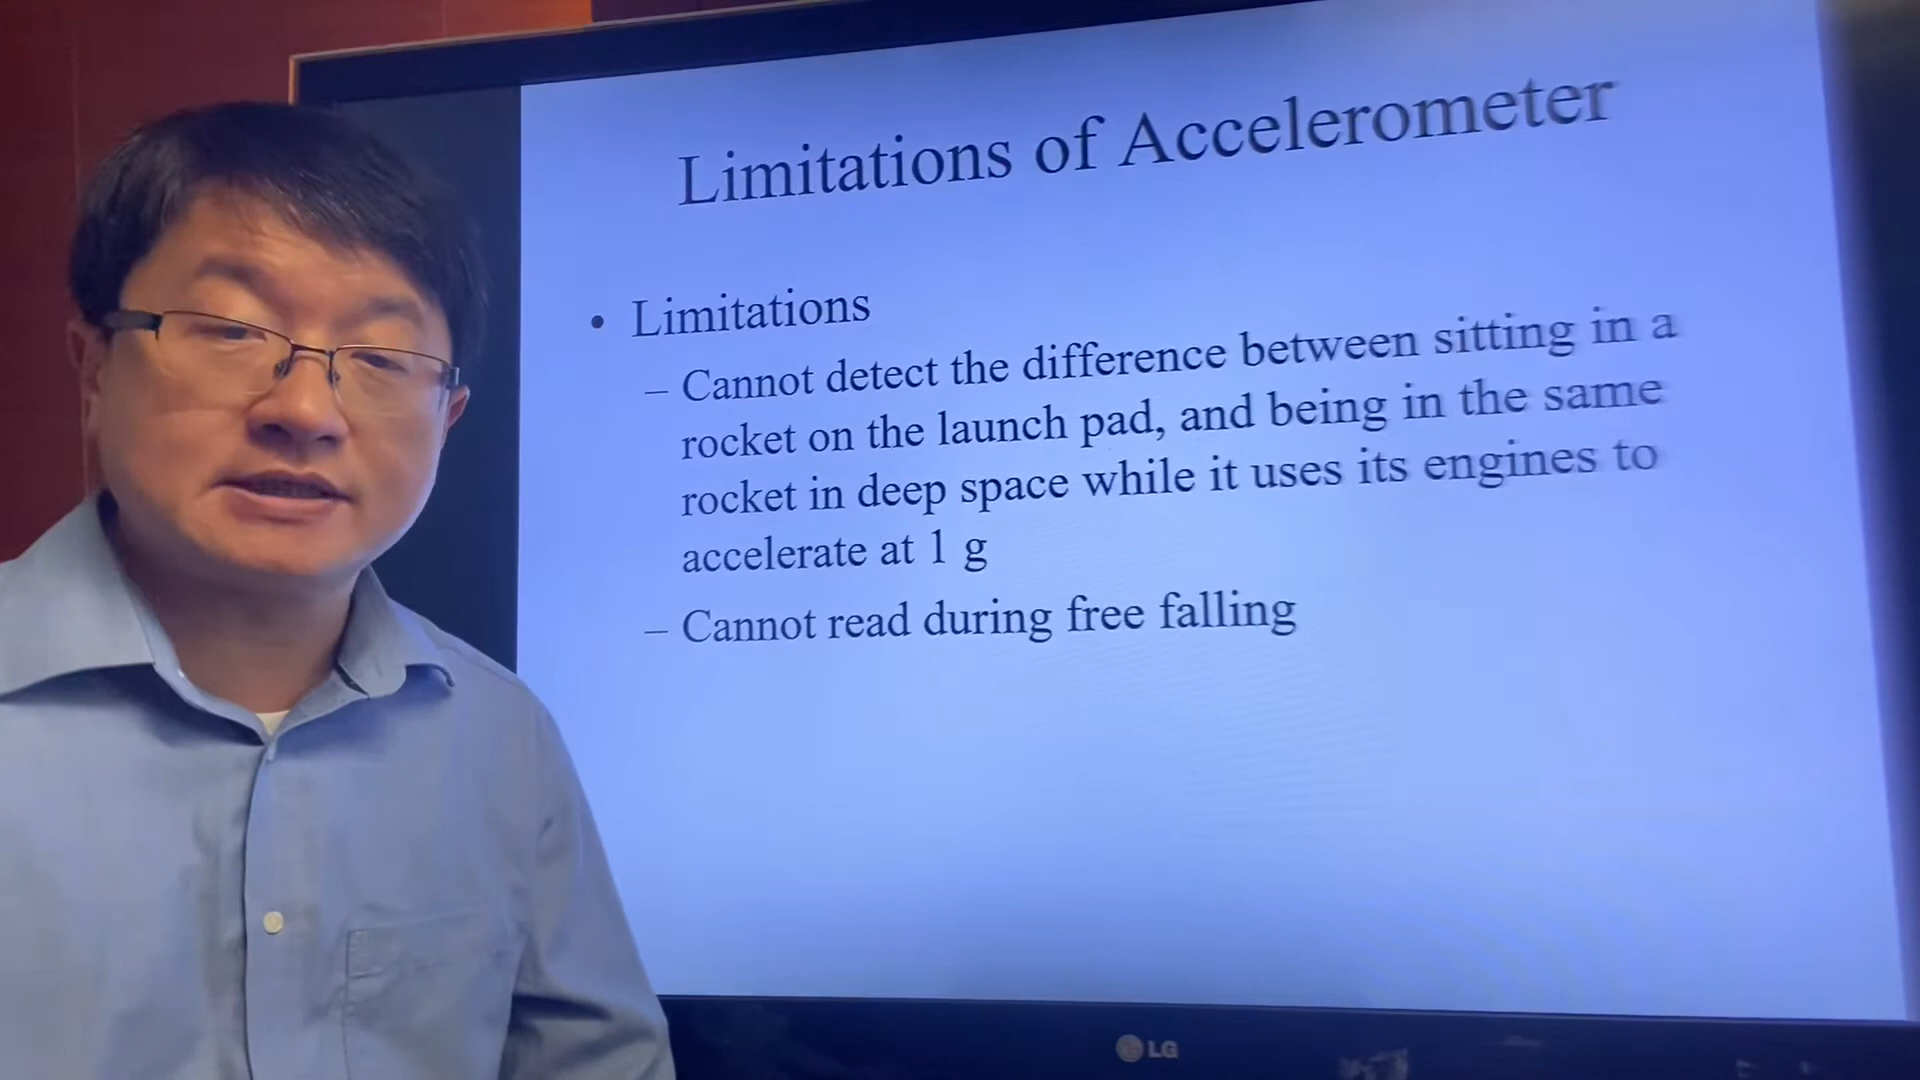 Limitations of Accelerometer
• Limitations
– Cannot detect the difference between sitting in a
rocket on the launch pad, and being in the same
rocket in deep space while it uses its engines to
accelerate at 1 g
– Cannot read during free falling
LG